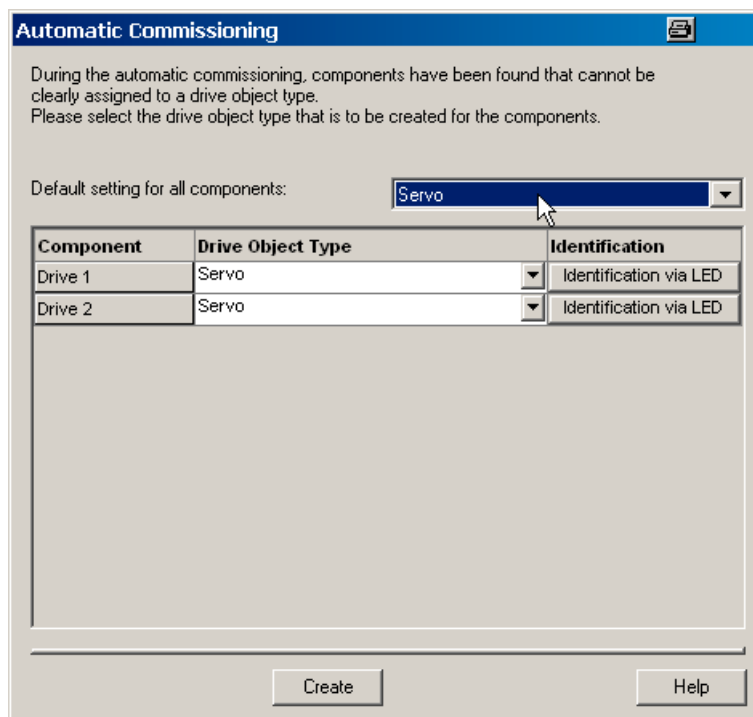 Automatic Commissioning
During the automatic commissioning, components have been found that cannot be
clearly assigned to a drive object type.
Please select the drive object type that is to be created for the components.
Default setting for all components: Servo
Component Drive Object Type Identification
Drive 1 Servo Identification via LED
Drive 2 Servo Identification via LED
Create Help